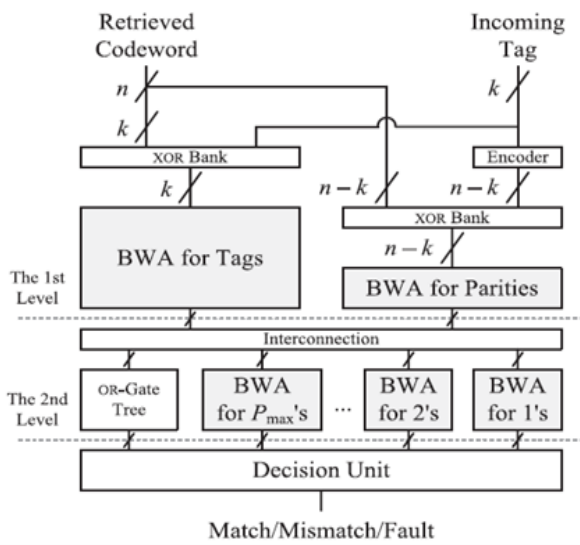 Retrieved
Codeword
Incoming
Tag
n
k
k
XOR Bank
Encoder
k
n – k
n – k
XOR Bank
n – k
BWA for Tags
BWA for Parities
The 1st
Level
Interconnection
The 2nd
Level
OR-Gate
Tree
BWA
for Pmax's
...
BWA
for 2's
BWA
for 1's
Decision Unit
Match/Mismatch/Fault